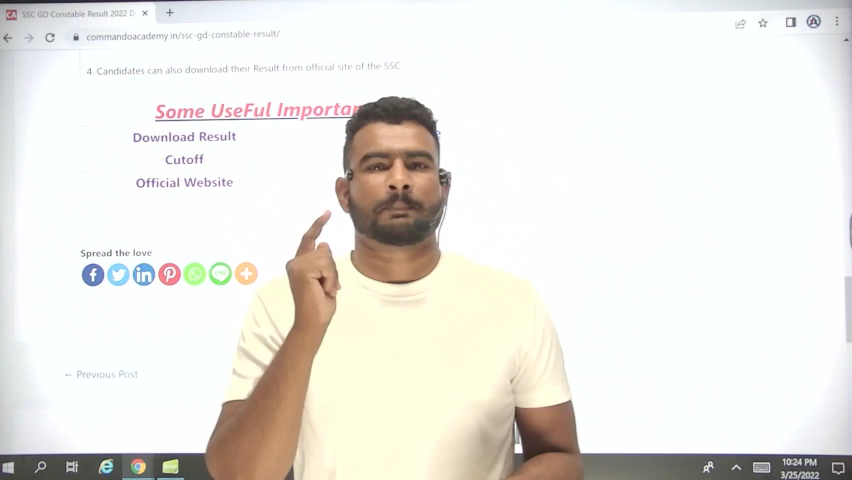 CA SSC GD Constable Result 2022 D
commandoacademy.in/ssc-gd-constable-result/
4. Candidates can also download their Result from official site of the SSC
Some UseFul
Download Result
Cutoff
Official Website
Spread the love
← Previous Post
10:24 PM
3/25/2022